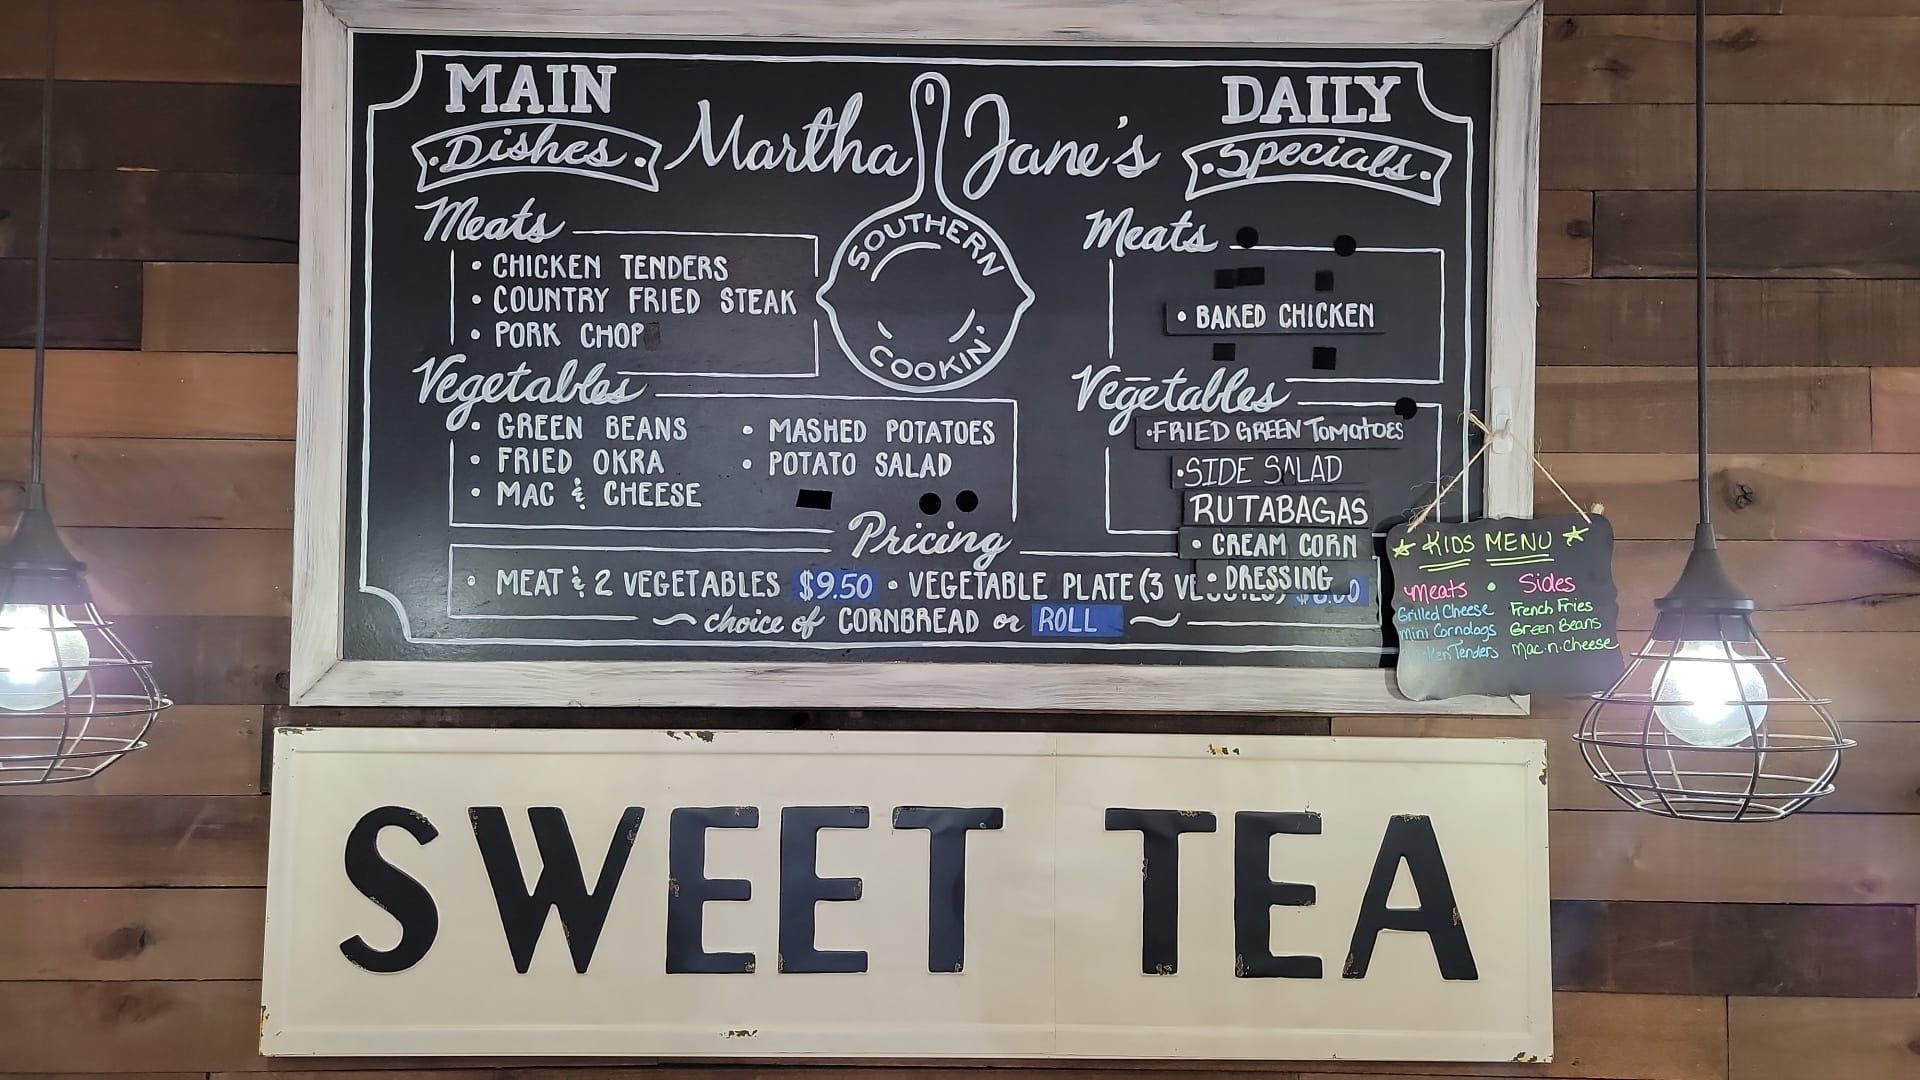 MAIN
Dishes
Martha Jane's
SOUTHERN
COOKIN'
Meats
• CHICKEN TENDERS
• COUNTRY FRIED STEAK
• PORK CHOP
Vegetables
• GREEN BEANS
• FRIED OKRA
• MAC & CHEESE
• MASHED POTATOES
• POTATO SALAD
DAILY
• Specials •
Meats
• BAKED CHICKEN
Vegetables
• FRIED GREEN TOMATOES
• SIDE SALAD
RUTABAGAS
• CREAM CORN
• DRESSING
Pricing
• MEAT & 2 VEGETABLES $9.50 • VEGETABLE PLATE (3
choice of CORNBREAD or ROLL
KIDS MENU
Meats • Sides
Grilled Cheese
mini Corndogs
Tenders
French Fries
Green Beans
Mac.n.Cheese
SWEET TEA